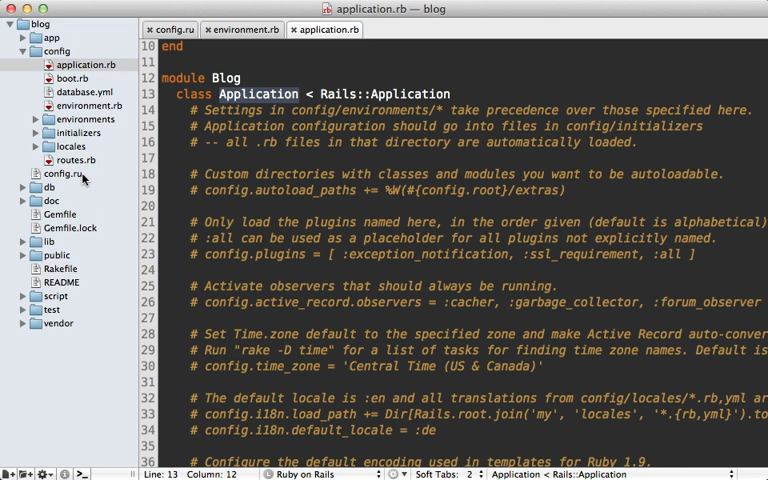 application.rb — blog
blog
app
config
application.rb
boot.rb
database.yml
environment.rb
environments
initializers
locales
routes.rb
config.ru
db
doc
Gemfile
Gemfile.lock
lib
public
Rakefile
README
script
test
vendor
config.ru
environment.rb
application.rb
10 end
11
12 module Blog
13 class Application < Rails::Application
14 # Settings in config/environments/* take precedence over those specified here.
15 # Application configuration should go into files in config/initializers
16 # -- all .rb files in that directory are automatically loaded.
17
18 # Custom directories with classes and modules you want to be autoloadable.
19 # config.autoload_paths += %W(#{config.root}/extras)
20
21 # Only load the plugins named here, in the order given (default is alphabetical)
22 # :all can be used as a placeholder for all plugins not explicitly named.
23 # config.plugins = [ :exception_notification, :ssl_requirement, :all ]
24
25 # Activate observers that should always be running.
26 # config.active_record.observers = :cacher, :garbage_collector, :forum_observer
27
28 # Set Time.zone default to the specified zone and make Active Record auto-conver
29 # Run "rake -D time" for a list of tasks for finding time zone names. Default is
30 # config.time_zone = 'Central Time (US & Canada)'
31
32 # The default locale is :en and all translations from config/locales/*.rb,yml ar
33 # config.i18n.load_path += Dir[Rails.root.join('my', 'locales', '*.{rb,yml}').to
34 # config.i18n.default_locale = :de
35
36 # Configure the default encoding used in templates for Ruby 1.9.
Line: 13 Column: 12 Ruby on Rails Soft Tabs: 2 Application < Rails::Application